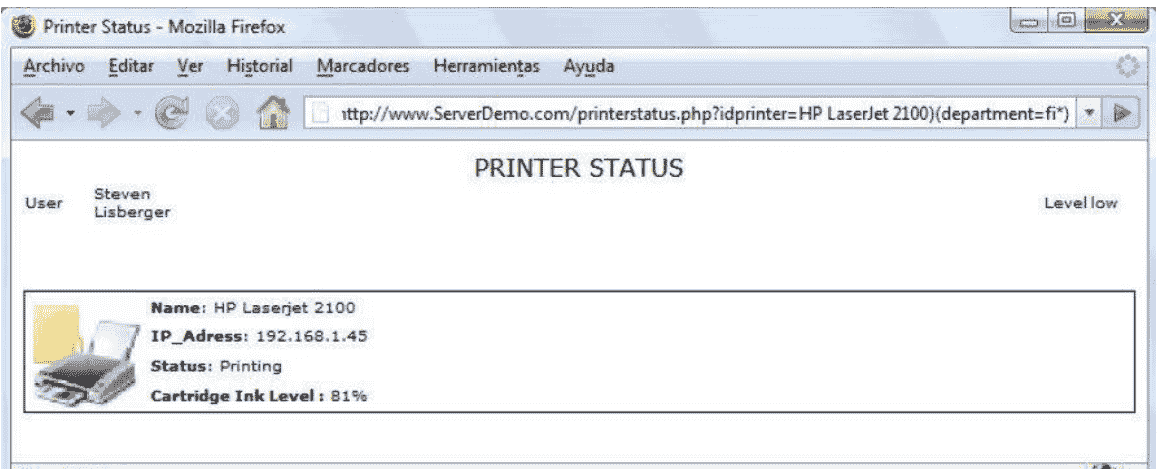 Printer Status - Mozilla Firefox
Archivo Editar Ver Historial Marcadores Herramientas Ayuda
ttp://www.ServerDemo.com/printerstatus.php?idprinter=HP LaserJet 2100)(department=fi*)
PRINTER STATUS
User Steven Lisberger Level low
Name: HP Laserjet 2100
IP_Adress: 192.168.1.45
Status: Printing
Cartridge Ink Level : 81%